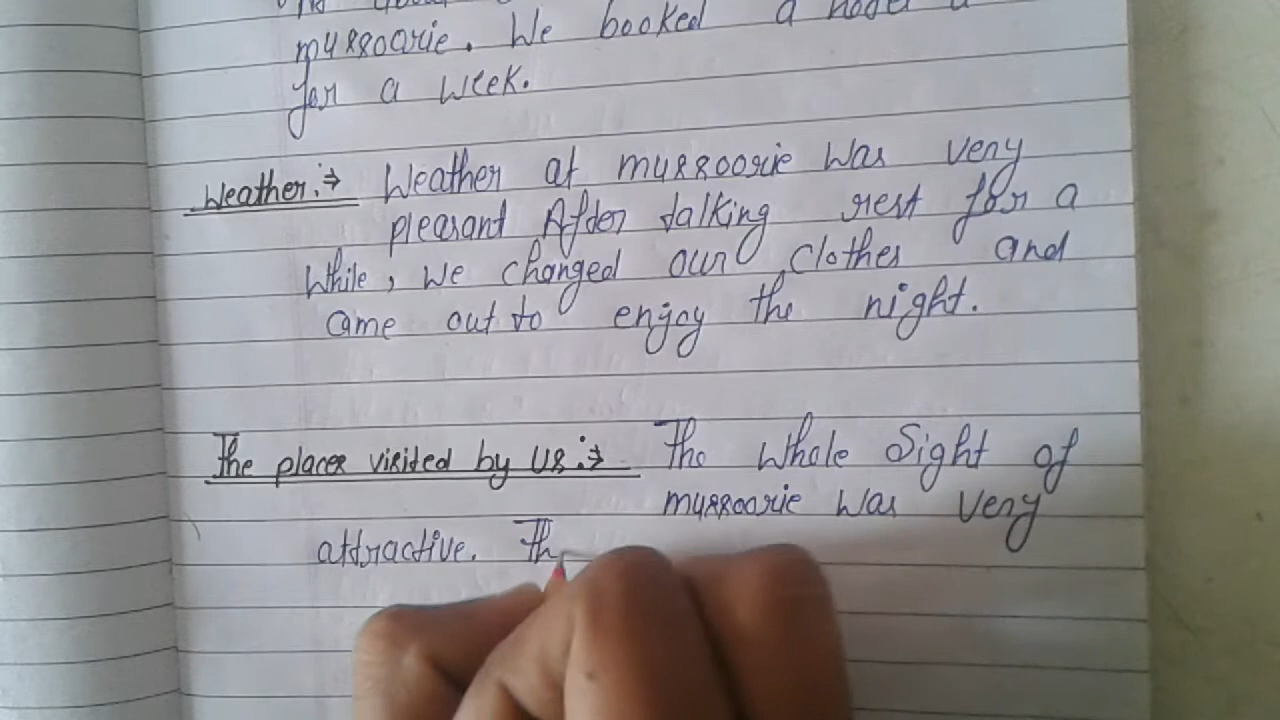 mussoorie. We booked a
for a week.
Weather :→ Weather at mussoorie was very
pleasant After talking rest for a
while, we changed our clothes and
came out to enjoy the night.
The places visited by us :→ The whole Sight of
mussoorie was very
attractive. Th